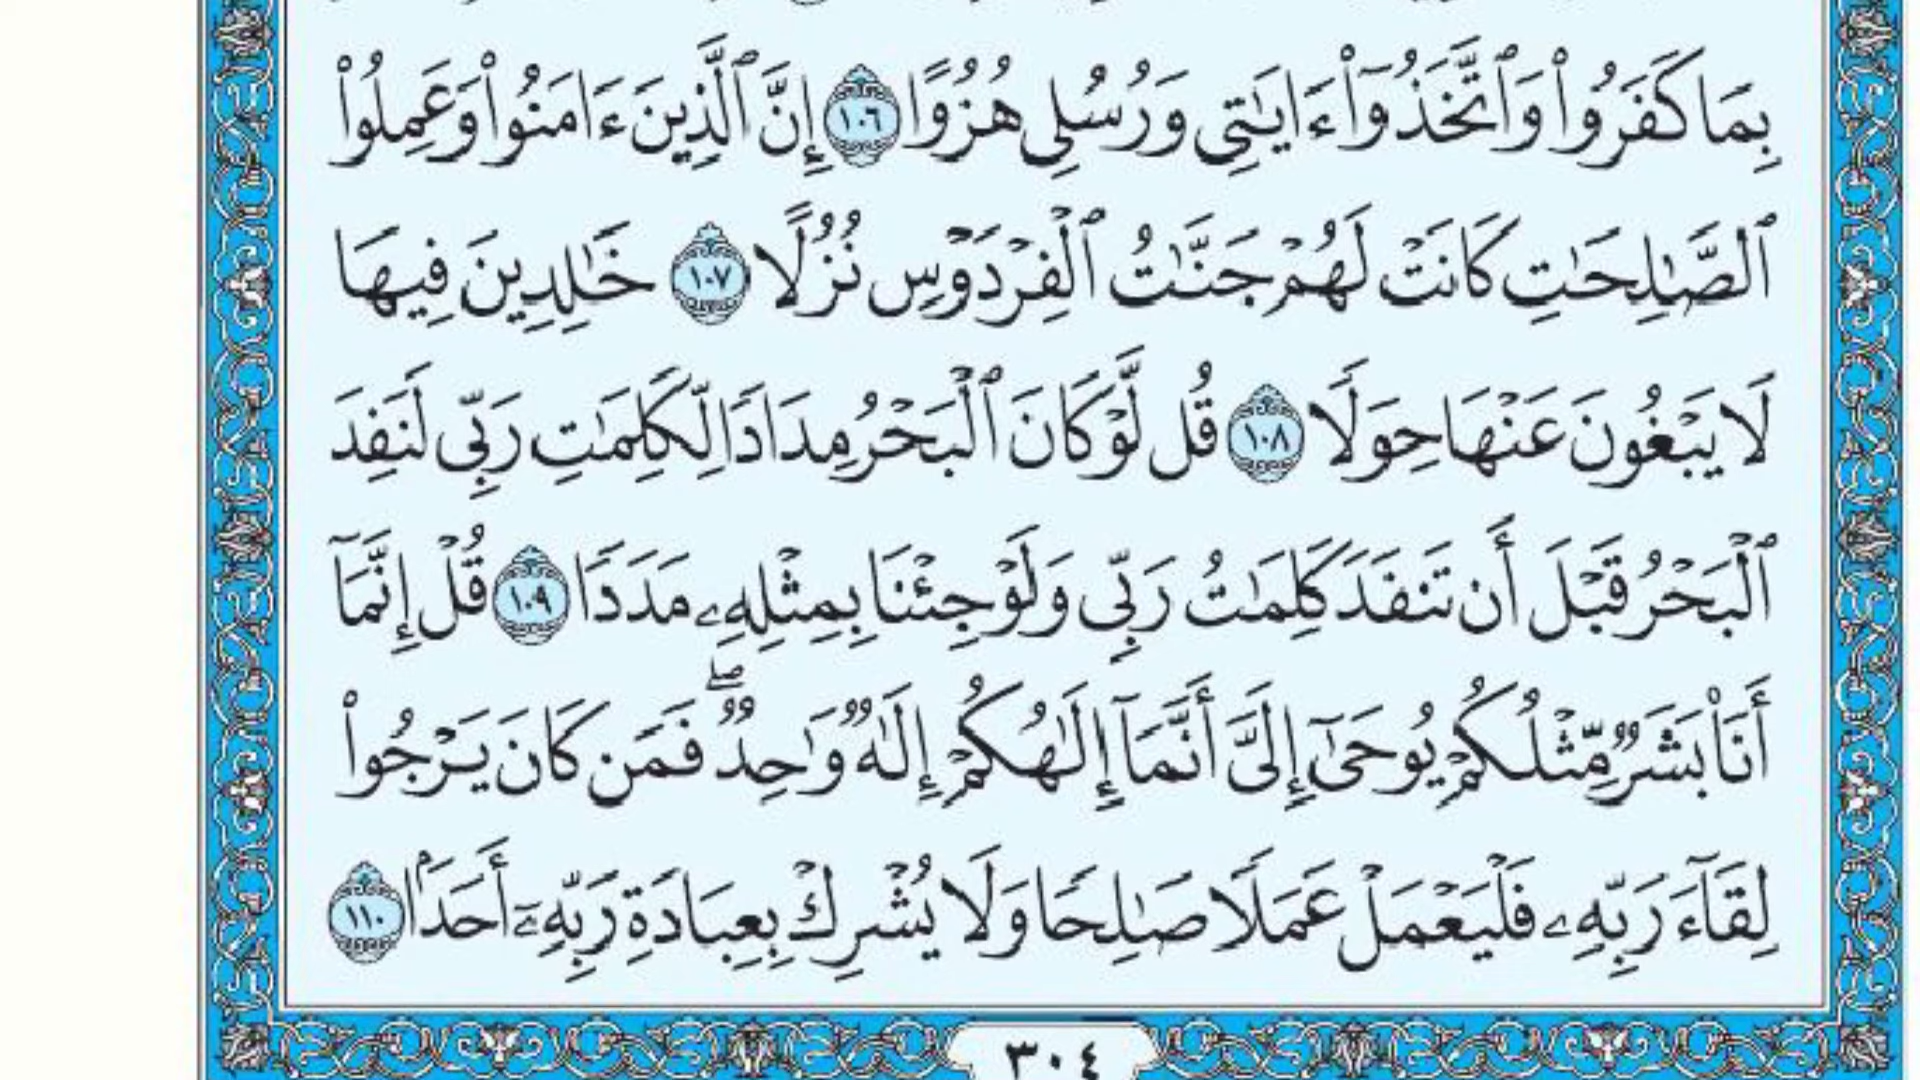 بِمَا كَفَرُوا۟ وَٱتَّخَذُوٓا۟ ءَايَـٰتِى وَرُسُلِى هُزُوًا ١٠٦ إِنَّ ٱلَّذِينَ ءَامَنُوا۟ وَعَمِلُوا۟
ٱلصَّـٰلِحَـٰتِ كَانَتْ لَهُمْ جَنَّـٰتُ ٱلْفِرْدَوْسِ نُزُلًا ١٠٧ خَـٰلِدِينَ فِيهَا
لَا يَبْغُونَ عَنْهَا حِوَلًا ١٠٨ قُل لَّوْ كَانَ ٱلْبَحْرُ مِدَادًا لِّكَلِمَـٰتِ رَبِّى لَنَفِدَ
ٱلْبَحْرُ قَبْلَ أَن تَنفَدَ كَلِمَـٰتُ رَبِّى وَلَوْ جِئْنَا بِمِثْلِهِۦ مَدَدًا ١٠٩ قُلْ إِنَّمَآ
أَنَا۠ بَشَرٌ مِّثْلُكُمْ يُوحَىٰٓ إِلَىَّ أَنَّمَآ إِلَـٰهُكُمْ إِلَـٰهٌ وَٰحِدٌ ۖ فَمَن كَانَ يَرْجُوا۟
لِقَآءَ رَبِّهِۦ فَلْيَعْمَلْ عَمَلًا صَـٰلِحًا وَلَا يُشْرِكْ بِعِبَادَةِ رَبِّهِۦٓ أَحَدًۢا ١١٠
٣٠٤